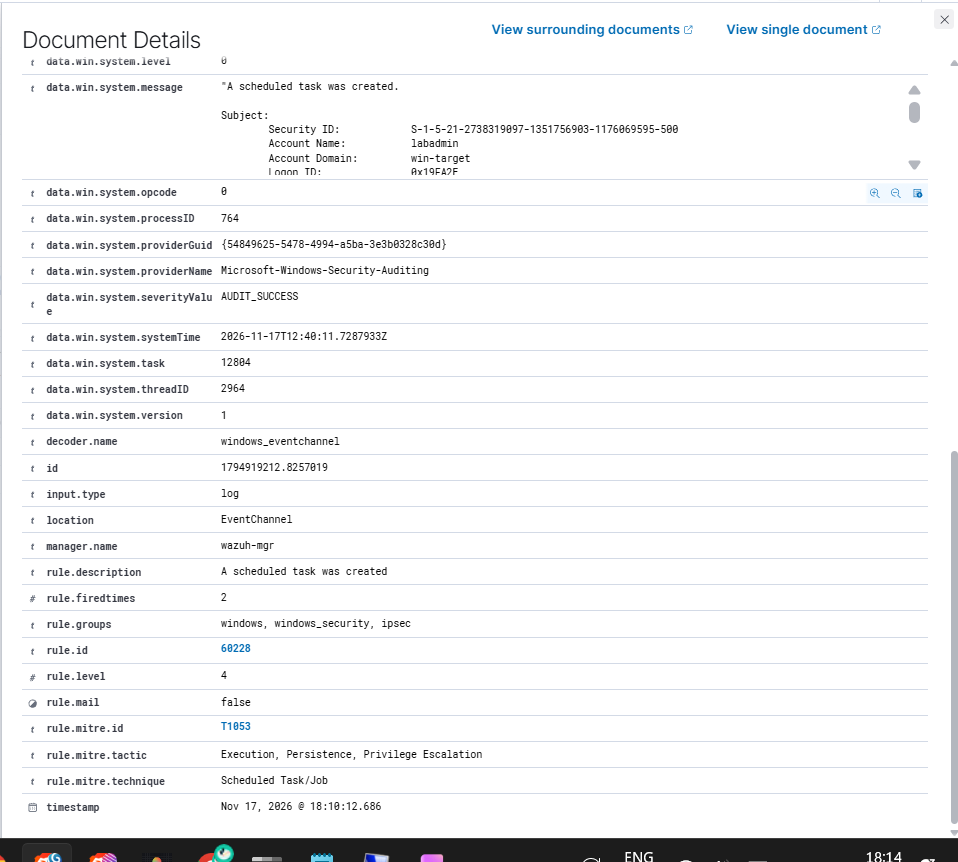 View surrounding documents
View single document
Document Details
t data.win.system.level 0
t data.win.system.message "A scheduled task was created.
Subject:
Security ID: S-1-5-21-2738319097-1351756903-1176069595-500
Account Name: labadmin
Account Domain: win-target
Logon ID: 0x19FA2F
t data.win.system.opcode 0
t data.win.system.processID 764
t data.win.system.providerGuid {54849625-5478-4994-a5ba-3e3b0328c30d}
t data.win.system.providerName Microsoft-Windows-Security-Auditing
t data.win.system.severityValu AUDIT_SUCCESS
e
t data.win.system.systemTime 2026-11-17T12:40:11.7287933Z
t data.win.system.task 12804
t data.win.system.threadID 2964
t data.win.system.version 1
t decoder.name windows_eventchannel
t id 1794919212.8257019
t input.type log
t location EventChannel
t manager.name wazuh-mgr
t rule.description A scheduled task was created
# rule.firedtimes 2
t rule.groups windows, windows_security, ipsec
t rule.id 60228
# rule.level 4
rule.mail false
t rule.mitre.id T1053
t rule.mitre.tactic Execution, Persistence, Privilege Escalation
t rule.mitre.technique Scheduled Task/Job
timestamp Nov 17, 2026 @ 18:10:12.686
ENG
18:14